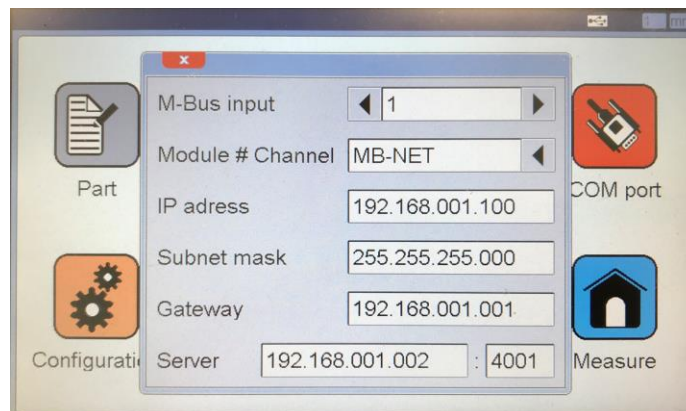 mm
x
M-Bus input 1
Module # Channel MB-NET
Part
COM port
IP adress 192.168.001.100
Subnet mask 255.255.255.000
Gateway 192.168.001.001
Server 192.168.001.002 : 4001
Measure